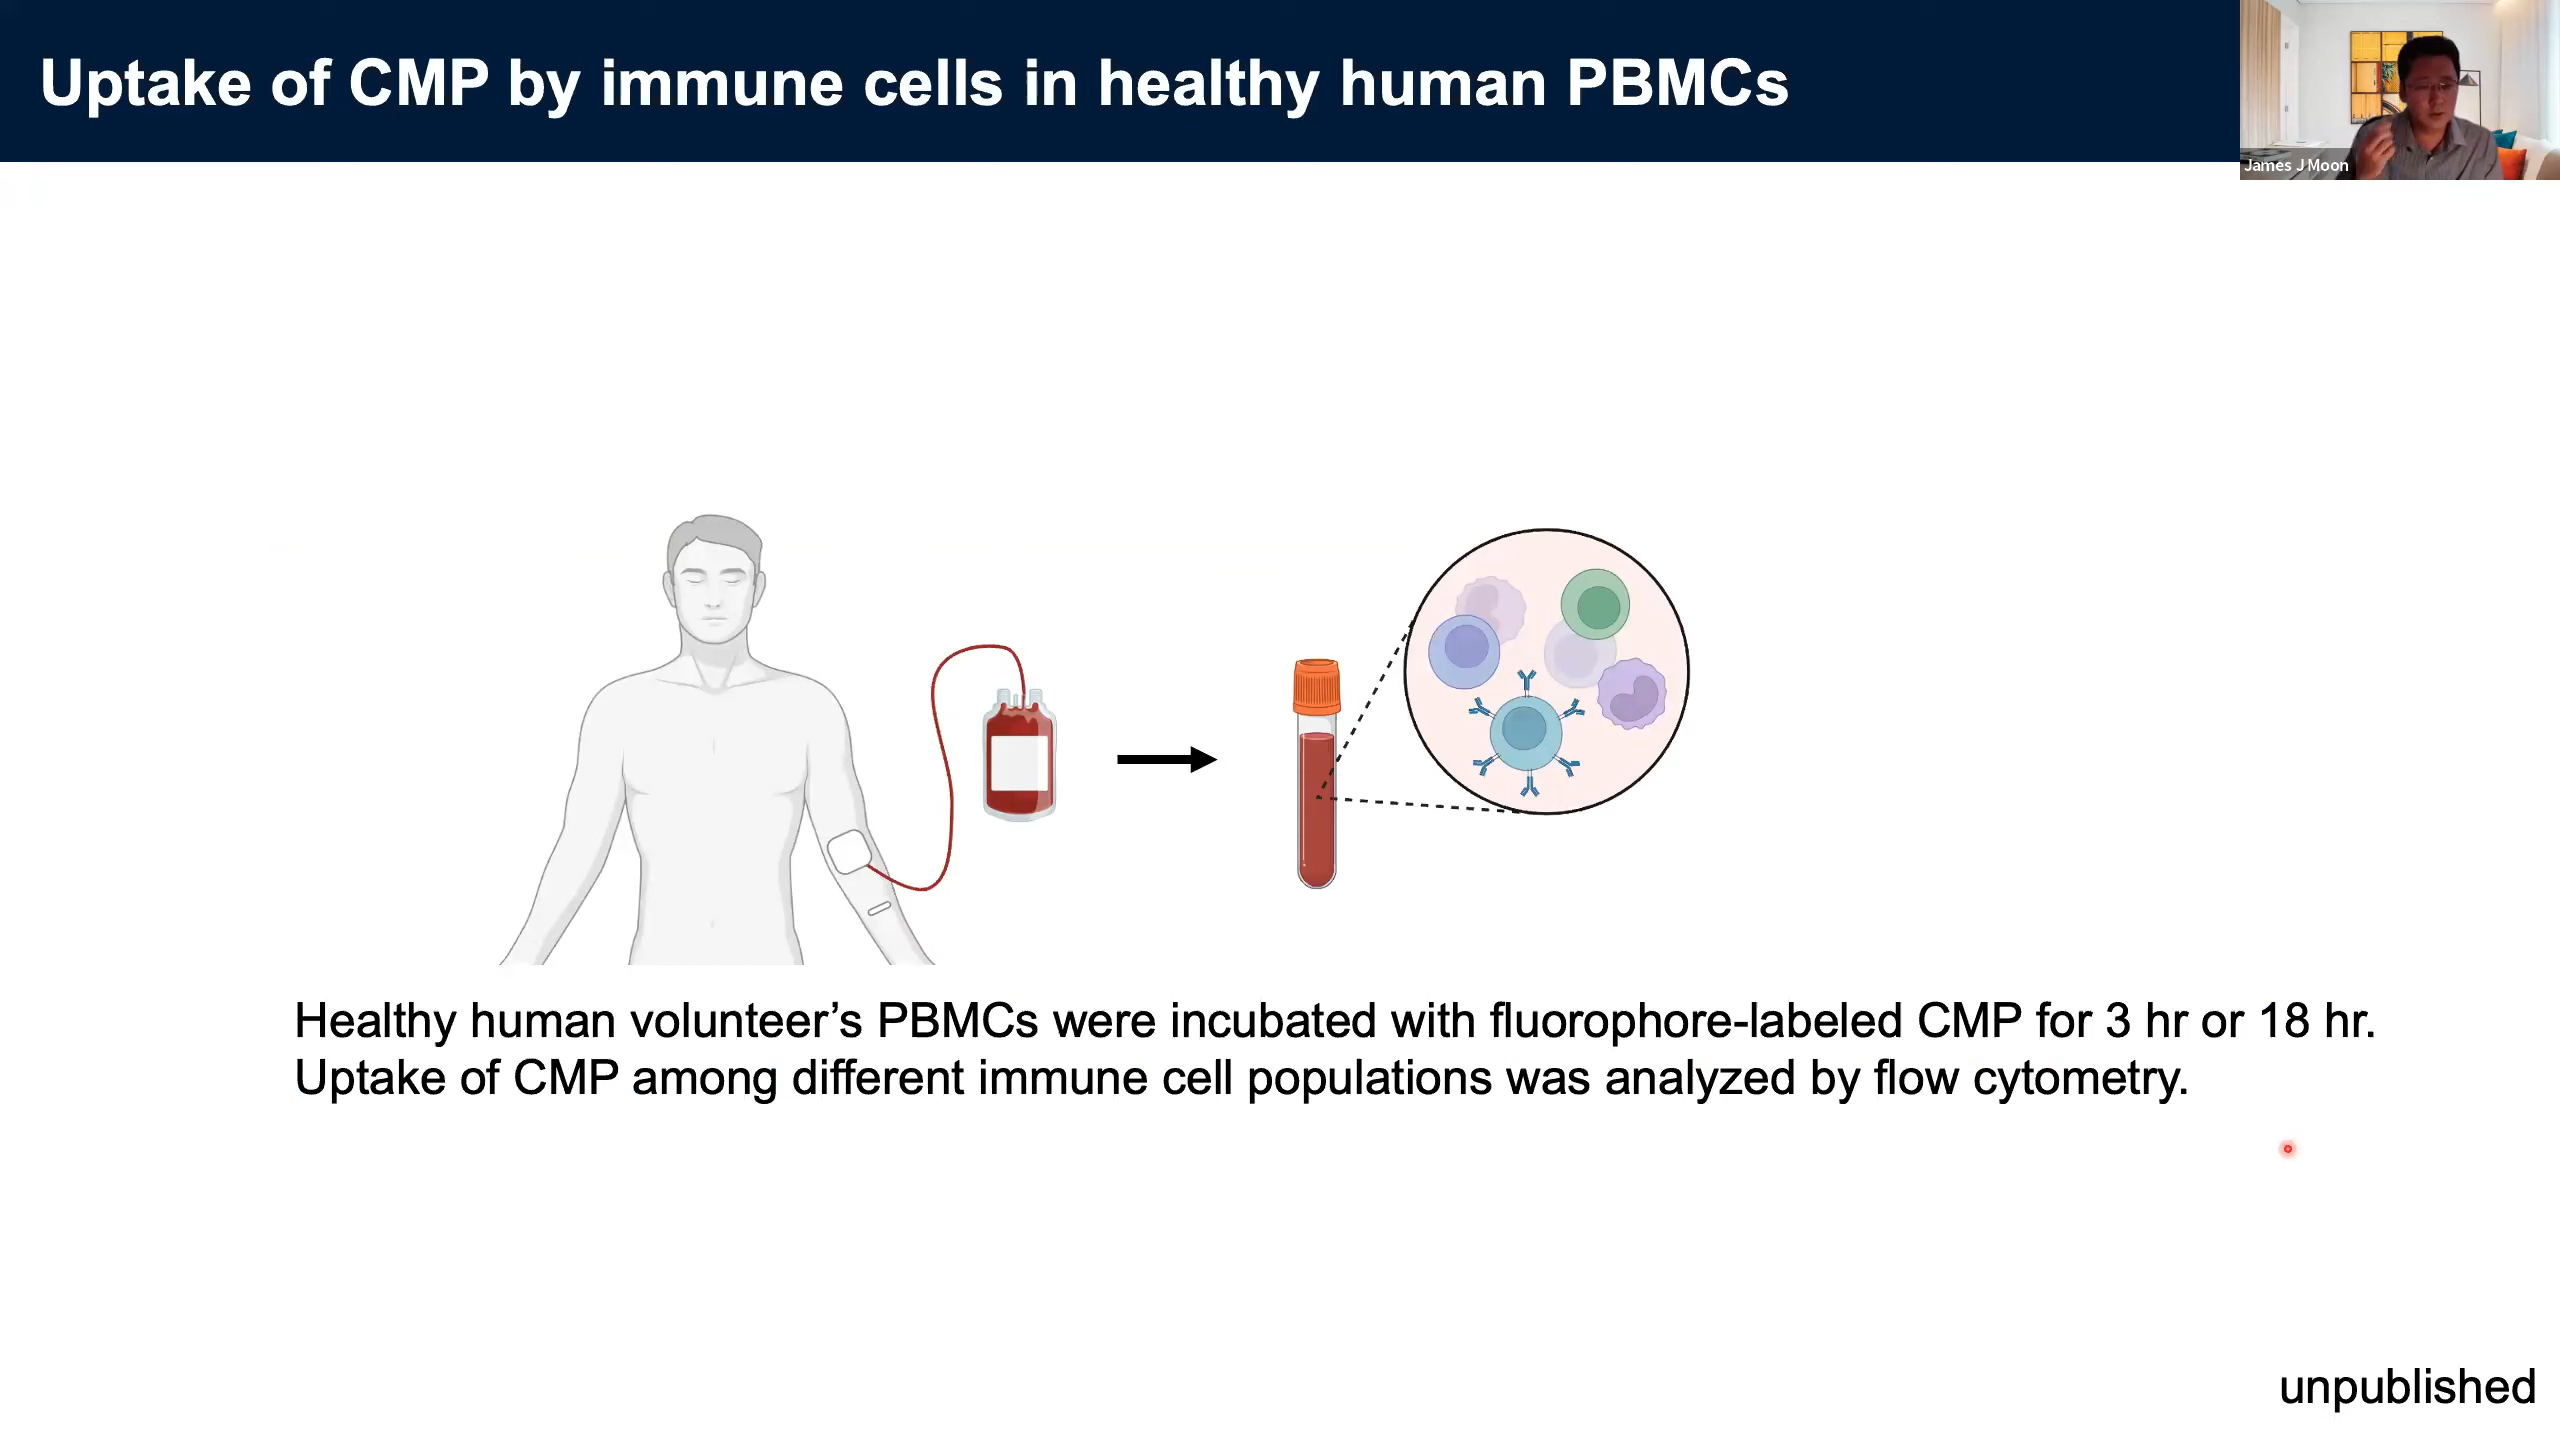 Uptake of CMP by immune cells in healthy human PBMCs
James J Moon
Healthy human volunteer’s PBMCs were incubated with fluorophore-labeled CMP for 3 hr or 18 hr.
Uptake of CMP among different immune cell populations was analyzed by flow cytometry.
unpublished